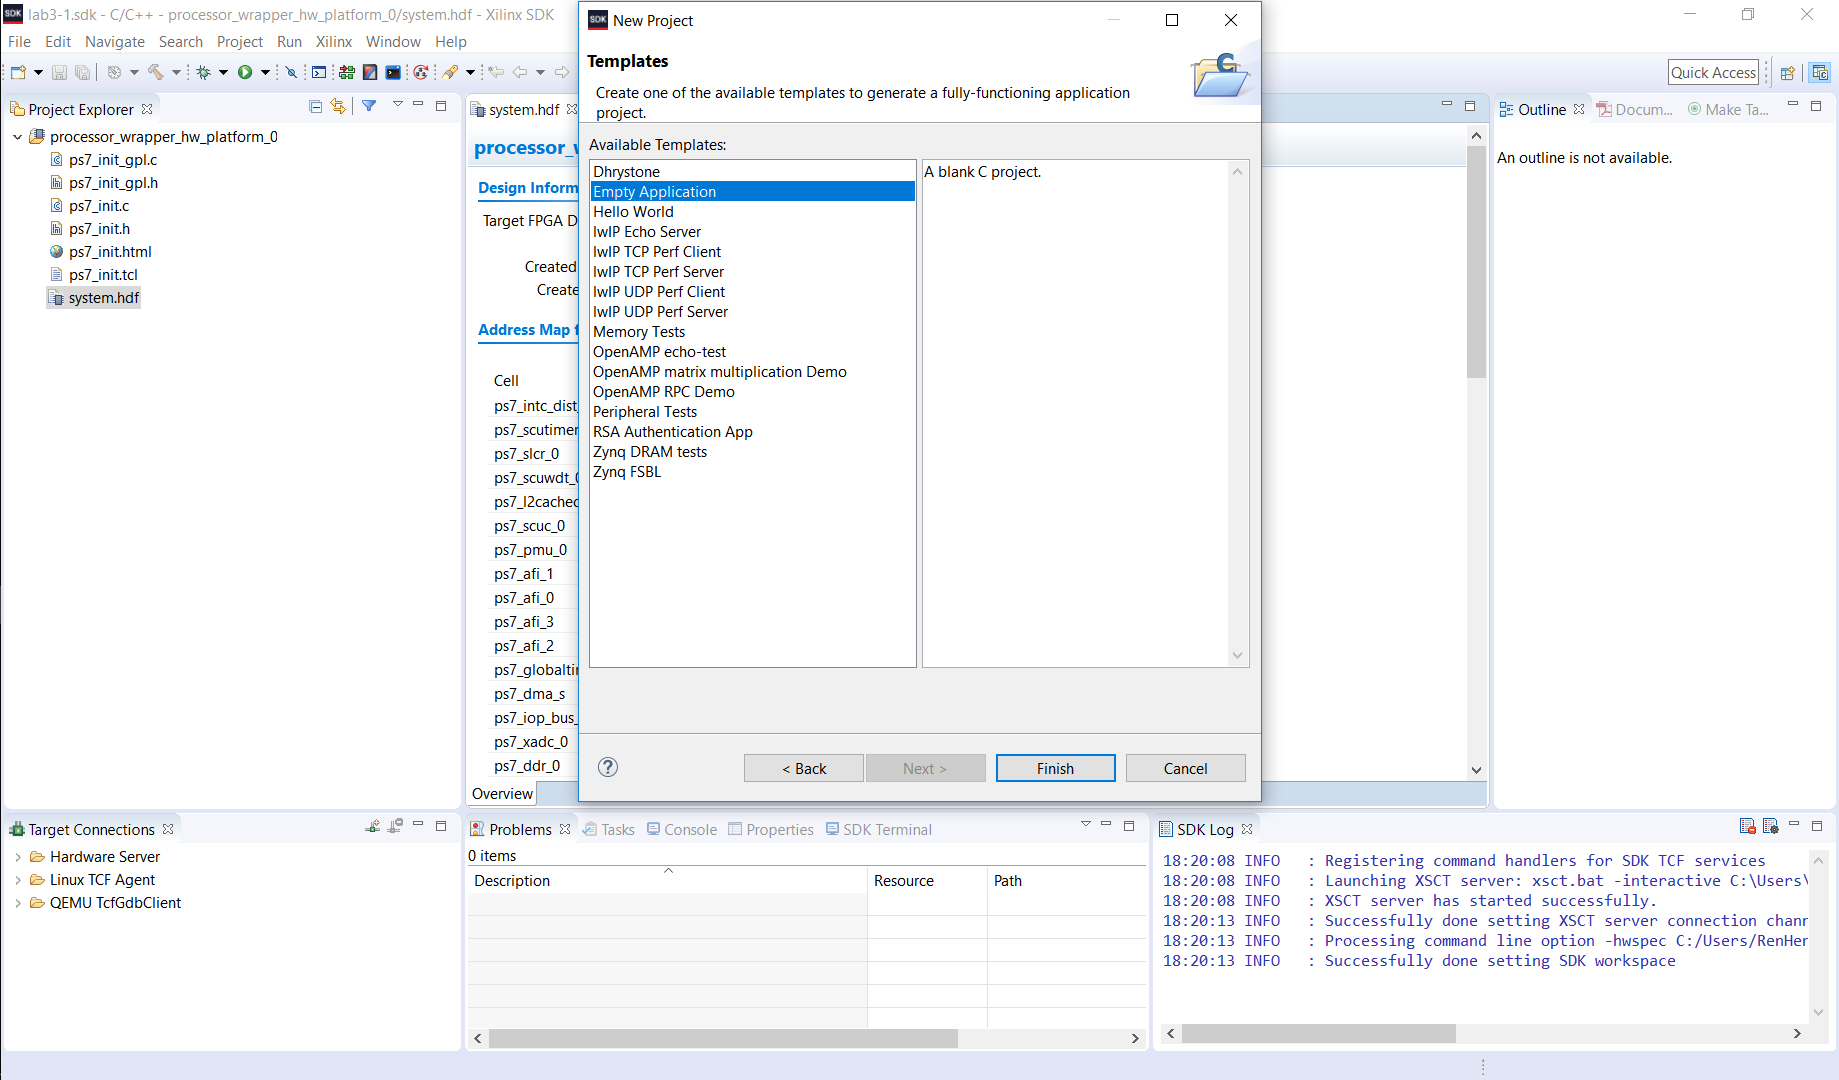 SDK lab3-1.sdk - C/C++ - processor_wrapper_hw_platform_0/system.hdf - Xilinx SDK
File Edit Navigate Search Project Run Xilinx Window Help
Quick Access
Project Explorer
processor_wrapper_hw_platform_0
ps7_init_gpl.c
ps7_init_gpl.h
ps7_init.c
ps7_init.h
ps7_init.html
ps7_init.tcl
system.hdf
system.hdf
processor_
Design Inform
Target FPGA D
Created
Create
Address Map f
Cell
ps7_intc_dist_
ps7_scutimer
ps7_slcr_0
ps7_scuwdt_0
ps7_l2cachec
ps7_scuc_0
ps7_pmu_0
ps7_afi_1
ps7_afi_0
ps7_afi_3
ps7_afi_2
ps7_globaltin
ps7_dma_s
ps7_iop_bus_
ps7_xadc_0
ps7_ddr_0
Overview
SDK New Project
Templates
Create one of the available templates to generate a fully-functioning application
project.
Available Templates:
Dhrystone
Empty Application
Hello World
lwIP Echo Server
lwIP TCP Perf Client
lwIP TCP Perf Server
lwIP UDP Perf Client
lwIP UDP Perf Server
Memory Tests
OpenAMP echo-test
OpenAMP matrix multiplication Demo
OpenAMP RPC Demo
Peripheral Tests
RSA Authentication App
Zynq DRAM tests
Zynq FSBL
A blank C project.
< Back Next > Finish Cancel
Outline Docum... Make Ta...
An outline is not available.
Target Connections
Hardware Server
Linux TCF Agent
QEMU TcfGdbClient
Problems Tasks Console Properties SDK Terminal
0 items
Description Resource Path
SDK Log
18:20:08 INFO : Registering command handlers for SDK TCF services
18:20:08 INFO : Launching XSCT server: xsct.bat -interactive C:\Users\
18:20:08 INFO : XSCT server has started successfully.
18:20:13 INFO : Successfully done setting XSCT server connection chann
18:20:13 INFO : Processing command line option -hwspec C:/Users/RenHer
18:20:13 INFO : Successfully done setting SDK workspace